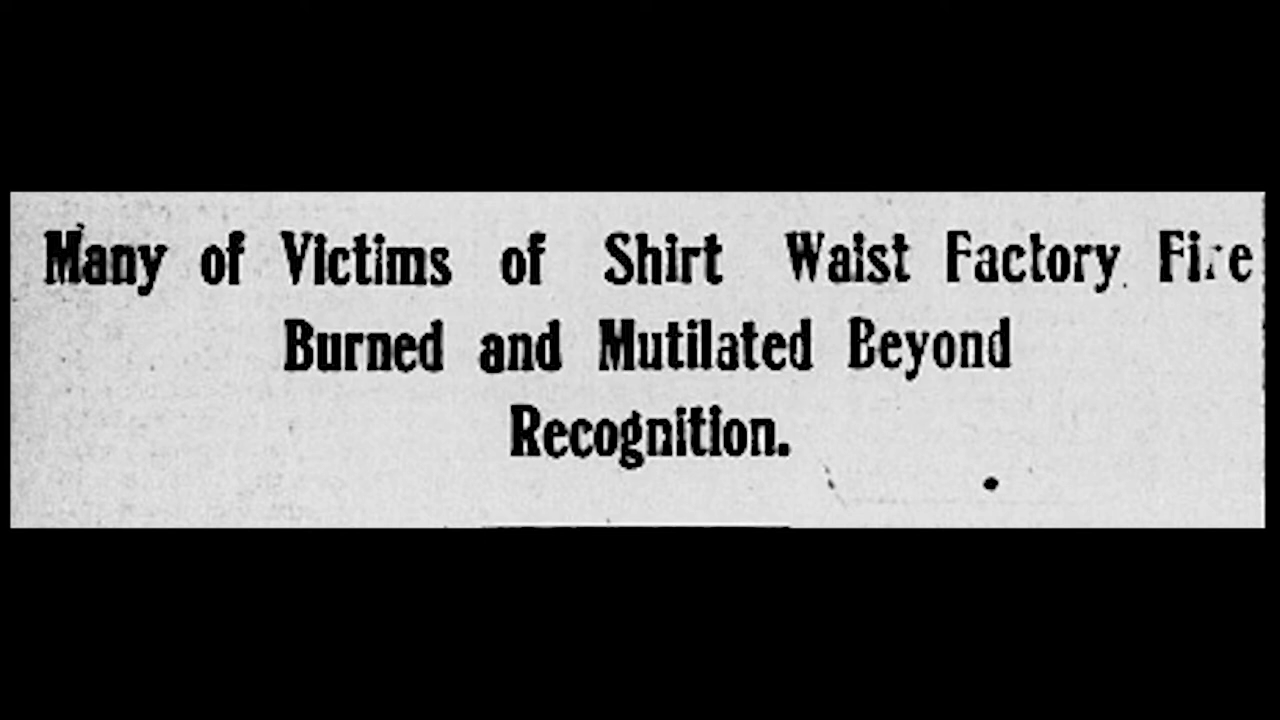 Many of Victims of Shirt Waist Factory Fire
Burned and Mutilated Beyond
Recognition.